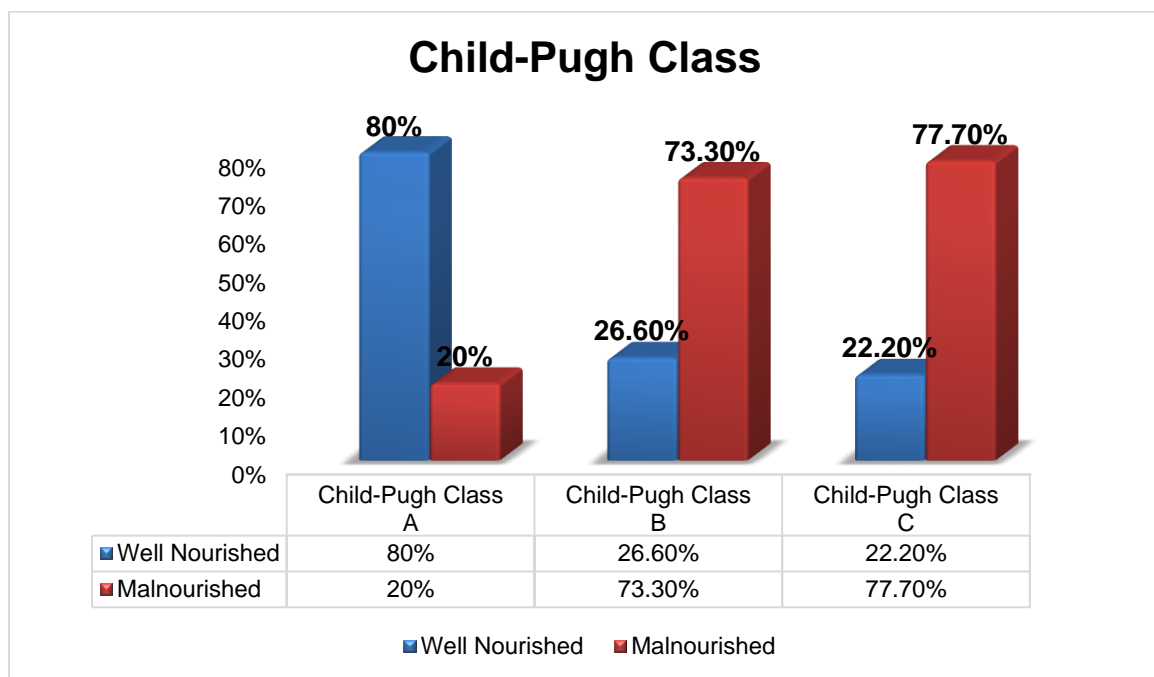 Child-Pugh Class
80%
73.30%
77.70%
20%
26.60%
22.20%
80%
70%
60%
50%
40%
30%
20%
10%
0%
Child-Pugh Class A
Child-Pugh Class B
Child-Pugh Class C
Well Nourished 80% 26.60% 22.20%
Malnourished 20% 73.30% 77.70%
Well Nourished Malnourished